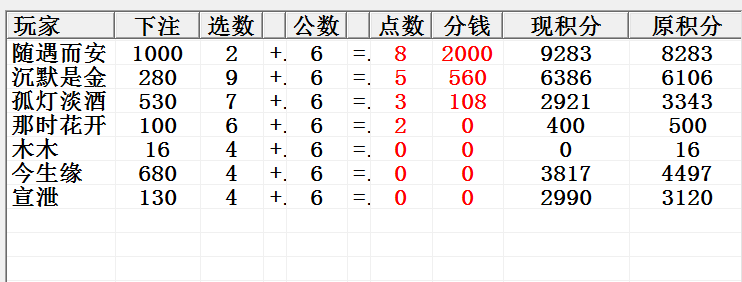 玩家 下注 选数 公数 点数 分钱 现积分 原积分
随遇而安 1000 2 +. 6 =. 8 2000 9283 8283
沉默是金 280 9 +. 6 =. 5 560 6386 6106
孤灯淡酒 530 7 +. 6 =. 3 108 2921 3343
那时花开 100 6 +. 6 =. 2 0 400 500
木木 16 4 +. 6 =. 0 0 0 16
今生缘 680 4 +. 6 =. 0 0 3817 4497
宣泄 130 4 +. 6 =. 0 0 2990 3120